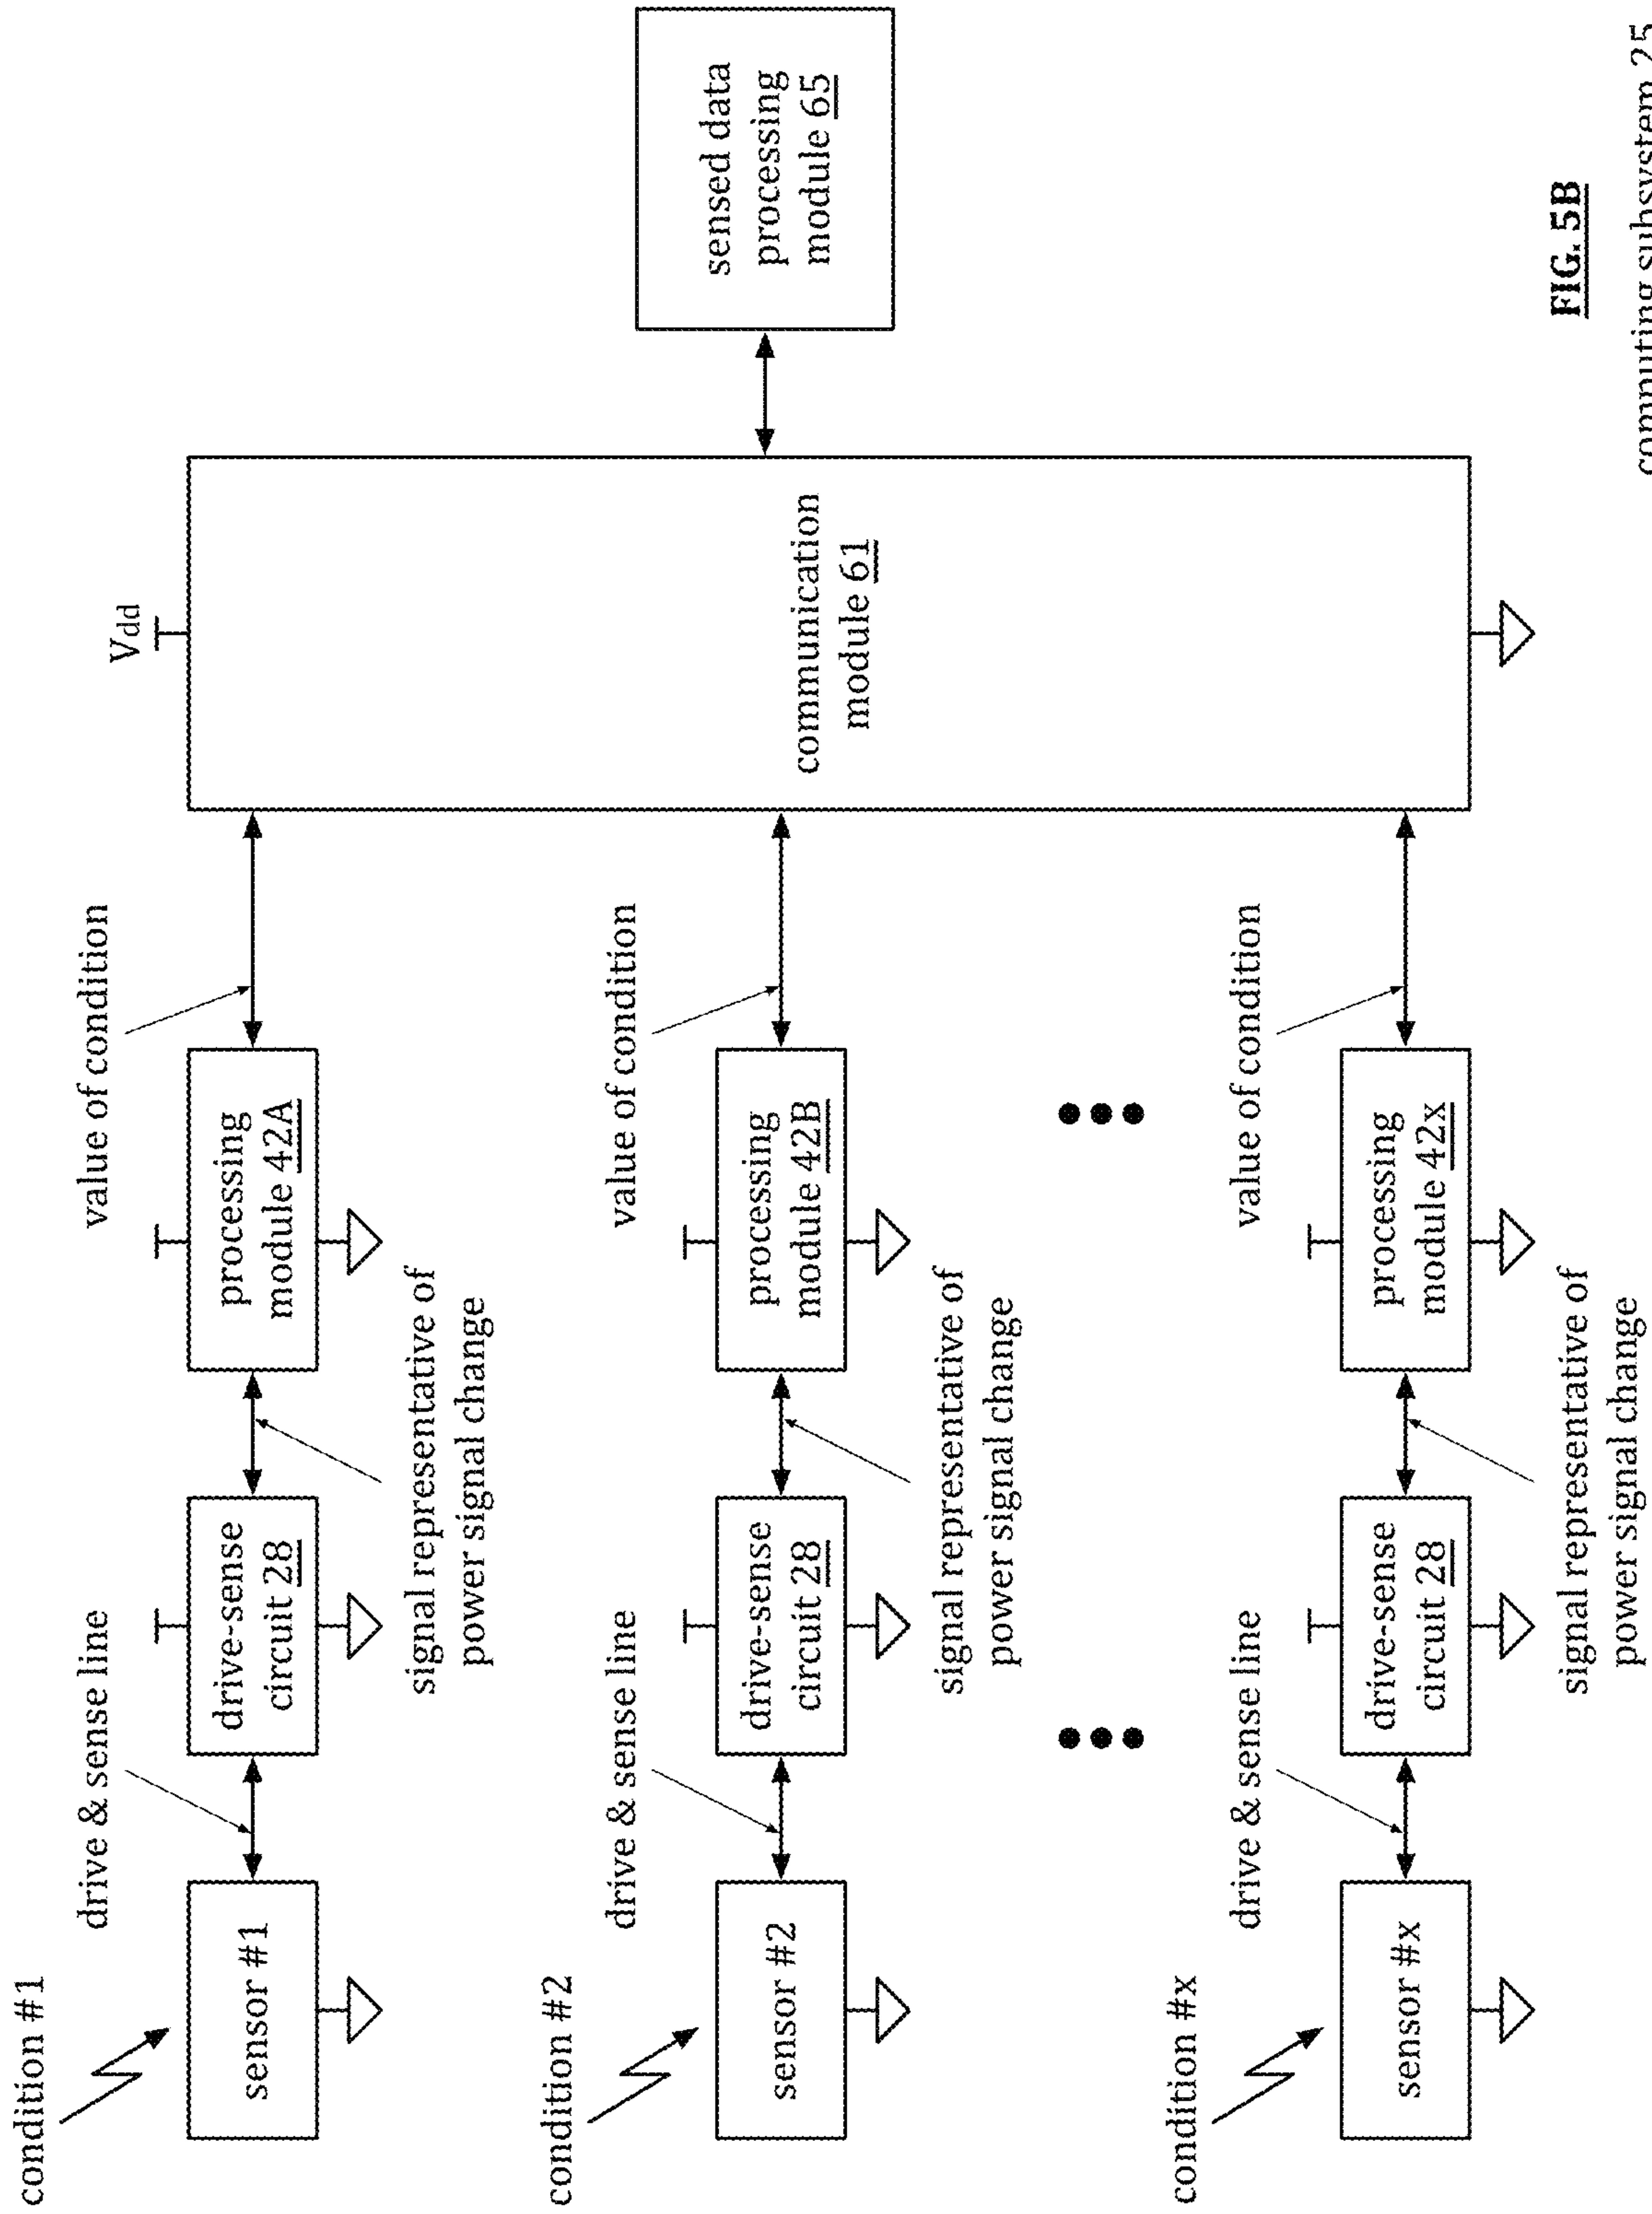 condition #1
drive & sense line
value of condition
Vdd
sensor #1
drive-sense
circuit 28
processing
module 42A
signal representative of
power signal change
condition #2
drive & sense line
value of condition
sensor #2
drive-sense
circuit 28
processing
module 42B
signal representative of
power signal change
communication
module 61
sensed data
processing
module 65
condition #x
drive & sense line
value of condition
sensor #x
drive-sense
circuit 28
processing
module 42x
signal representative of
power signal change
FIG. 5B
computing subsystem 25